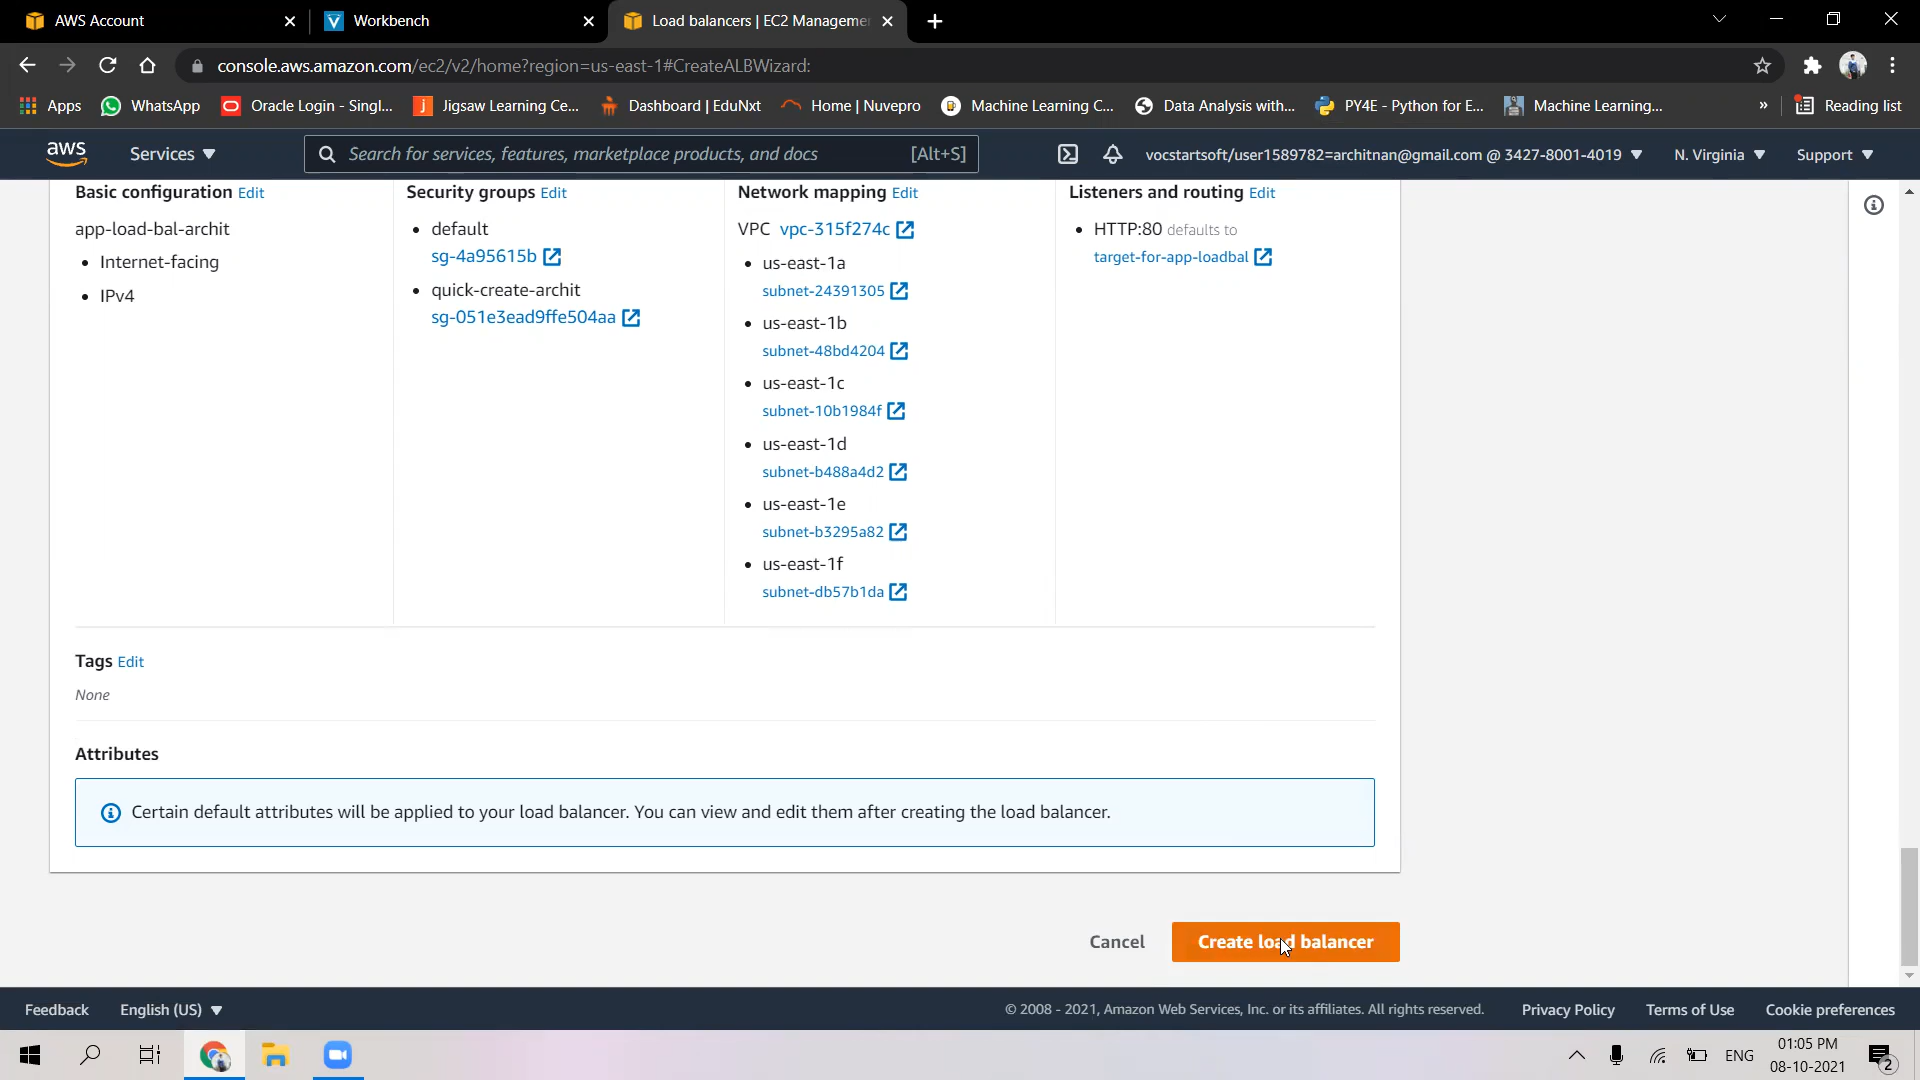 AWS Account
Workbench
Load balancers | EC2 Manageme
console.aws.amazon.com/ec2/v2/home?region=us-east-1#CreateALBWizard:
Apps
WhatsApp
Oracle Login - Singl...
Jigsaw Learning Ce...
Dashboard | EduNxt
Home | Nuvepro
Machine Learning C...
Data Analysis with...
PY4E - Python for E...
Machine Learning...
»
Reading list
aws
Services
Search for services, features, marketplace products, and docs [Alt+S]
vocstartsoft/user1589782=architnan@gmail.com @ 3427-8001-4019
N. Virginia
Support
Basic configuration Edit
app-load-bal-archit
• Internet-facing
• IPv4
Security groups Edit
• default
sg-4a95615b
• quick-create-archit
sg-051e3ead9ffe504aa
Network mapping Edit
VPC vpc-315f274c
• us-east-1a
subnet-24391305
• us-east-1b
subnet-48bd4204
• us-east-1c
subnet-10b1984f
• us-east-1d
subnet-b488a4d2
• us-east-1e
subnet-b3295a82
• us-east-1f
subnet-db57b1da
Listeners and routing Edit
• HTTP:80 defaults to
target-for-app-loadbal
Tags Edit
None
Attributes
Certain default attributes will be applied to your load balancer. You can view and edit them after creating the load balancer.
Cancel
Create load balancer
Feedback
English (US)
© 2008 - 2021, Amazon Web Services, Inc. or its affiliates. All rights reserved.
Privacy Policy
Terms of Use
Cookie preferences
ENG
01:05 PM
08-10-2021
2